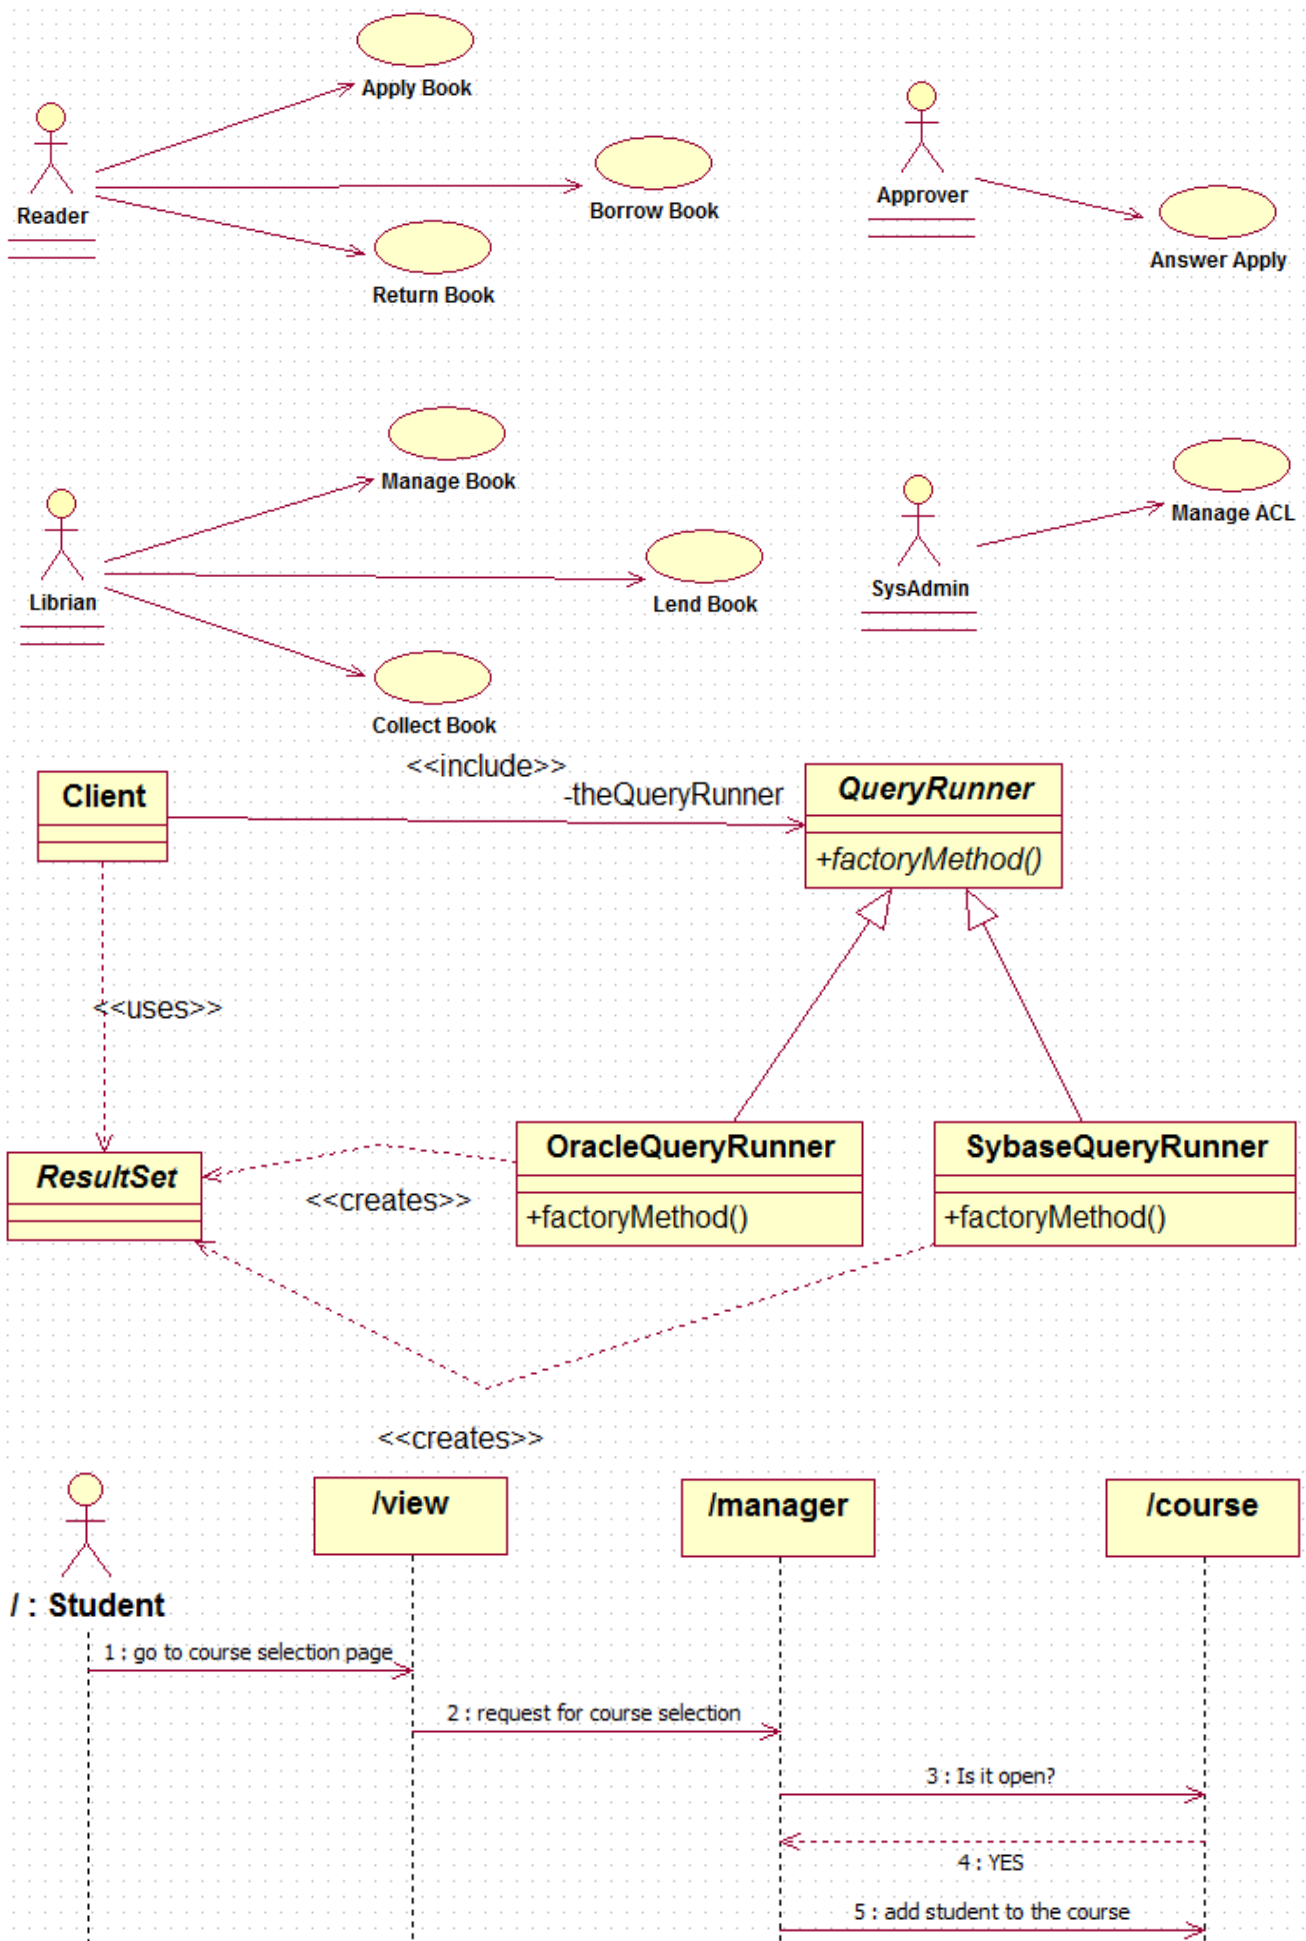 Apply Book
Reader
Borrow Book
Approver
Return Book
Answer Apply
Manage Book
Manage ACL
Librian
Lend Book
SysAdmin
Collect Book
<<include>>
Client
-theQueryRunner
QueryRunner
+factoryMethod()
<<uses>>
ResultSet
OracleQueryRunner
SybaseQueryRunner
<<creates>>
+factoryMethod()
+factoryMethod()
<<creates>>
/view
/manager
/course
/ : Student
1 : go to course selection page
2 : request for course selection
3 : Is it open?
4 : YES
5 : add student to the course